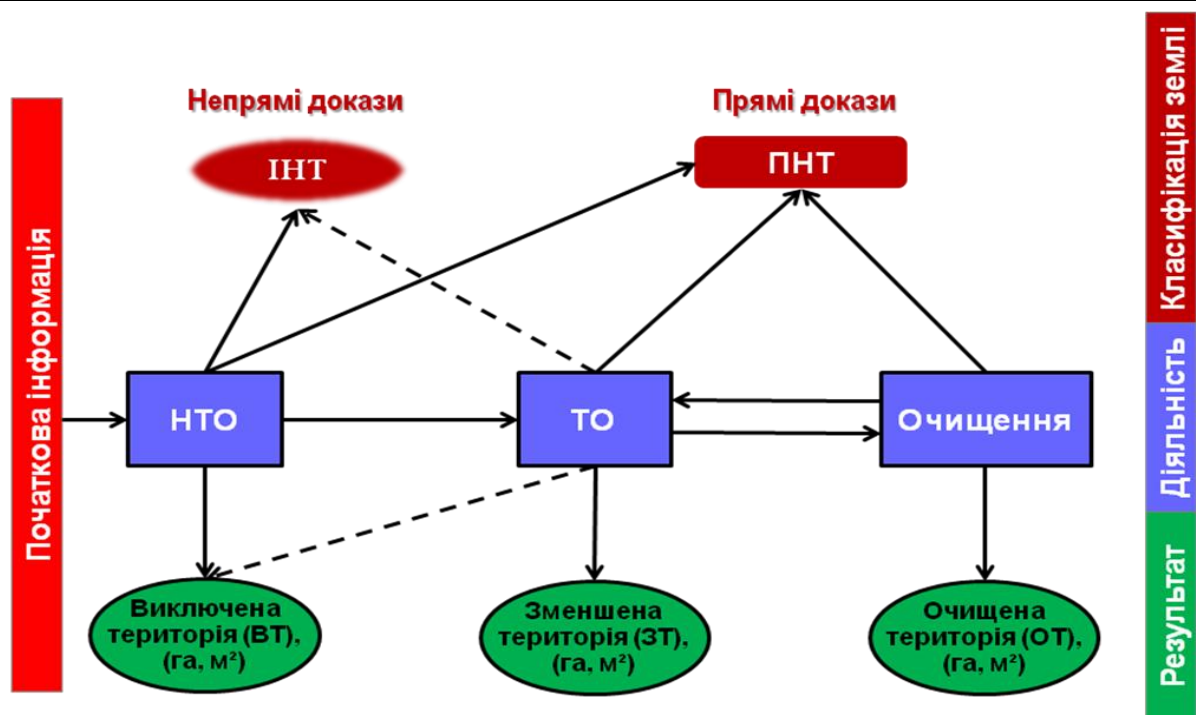 Початкова інформація
Непрямі докази
ІНТ
Прямі докази
ПНТ
НТО
ТО
Очищення
Виключена
територія (ВТ),
(га, м²)
Зменшена
територія (ЗТ),
(га, м²)
Очищена
територія (ОТ),
(га, м²)
Класифікація землі
Діяльність
Результат